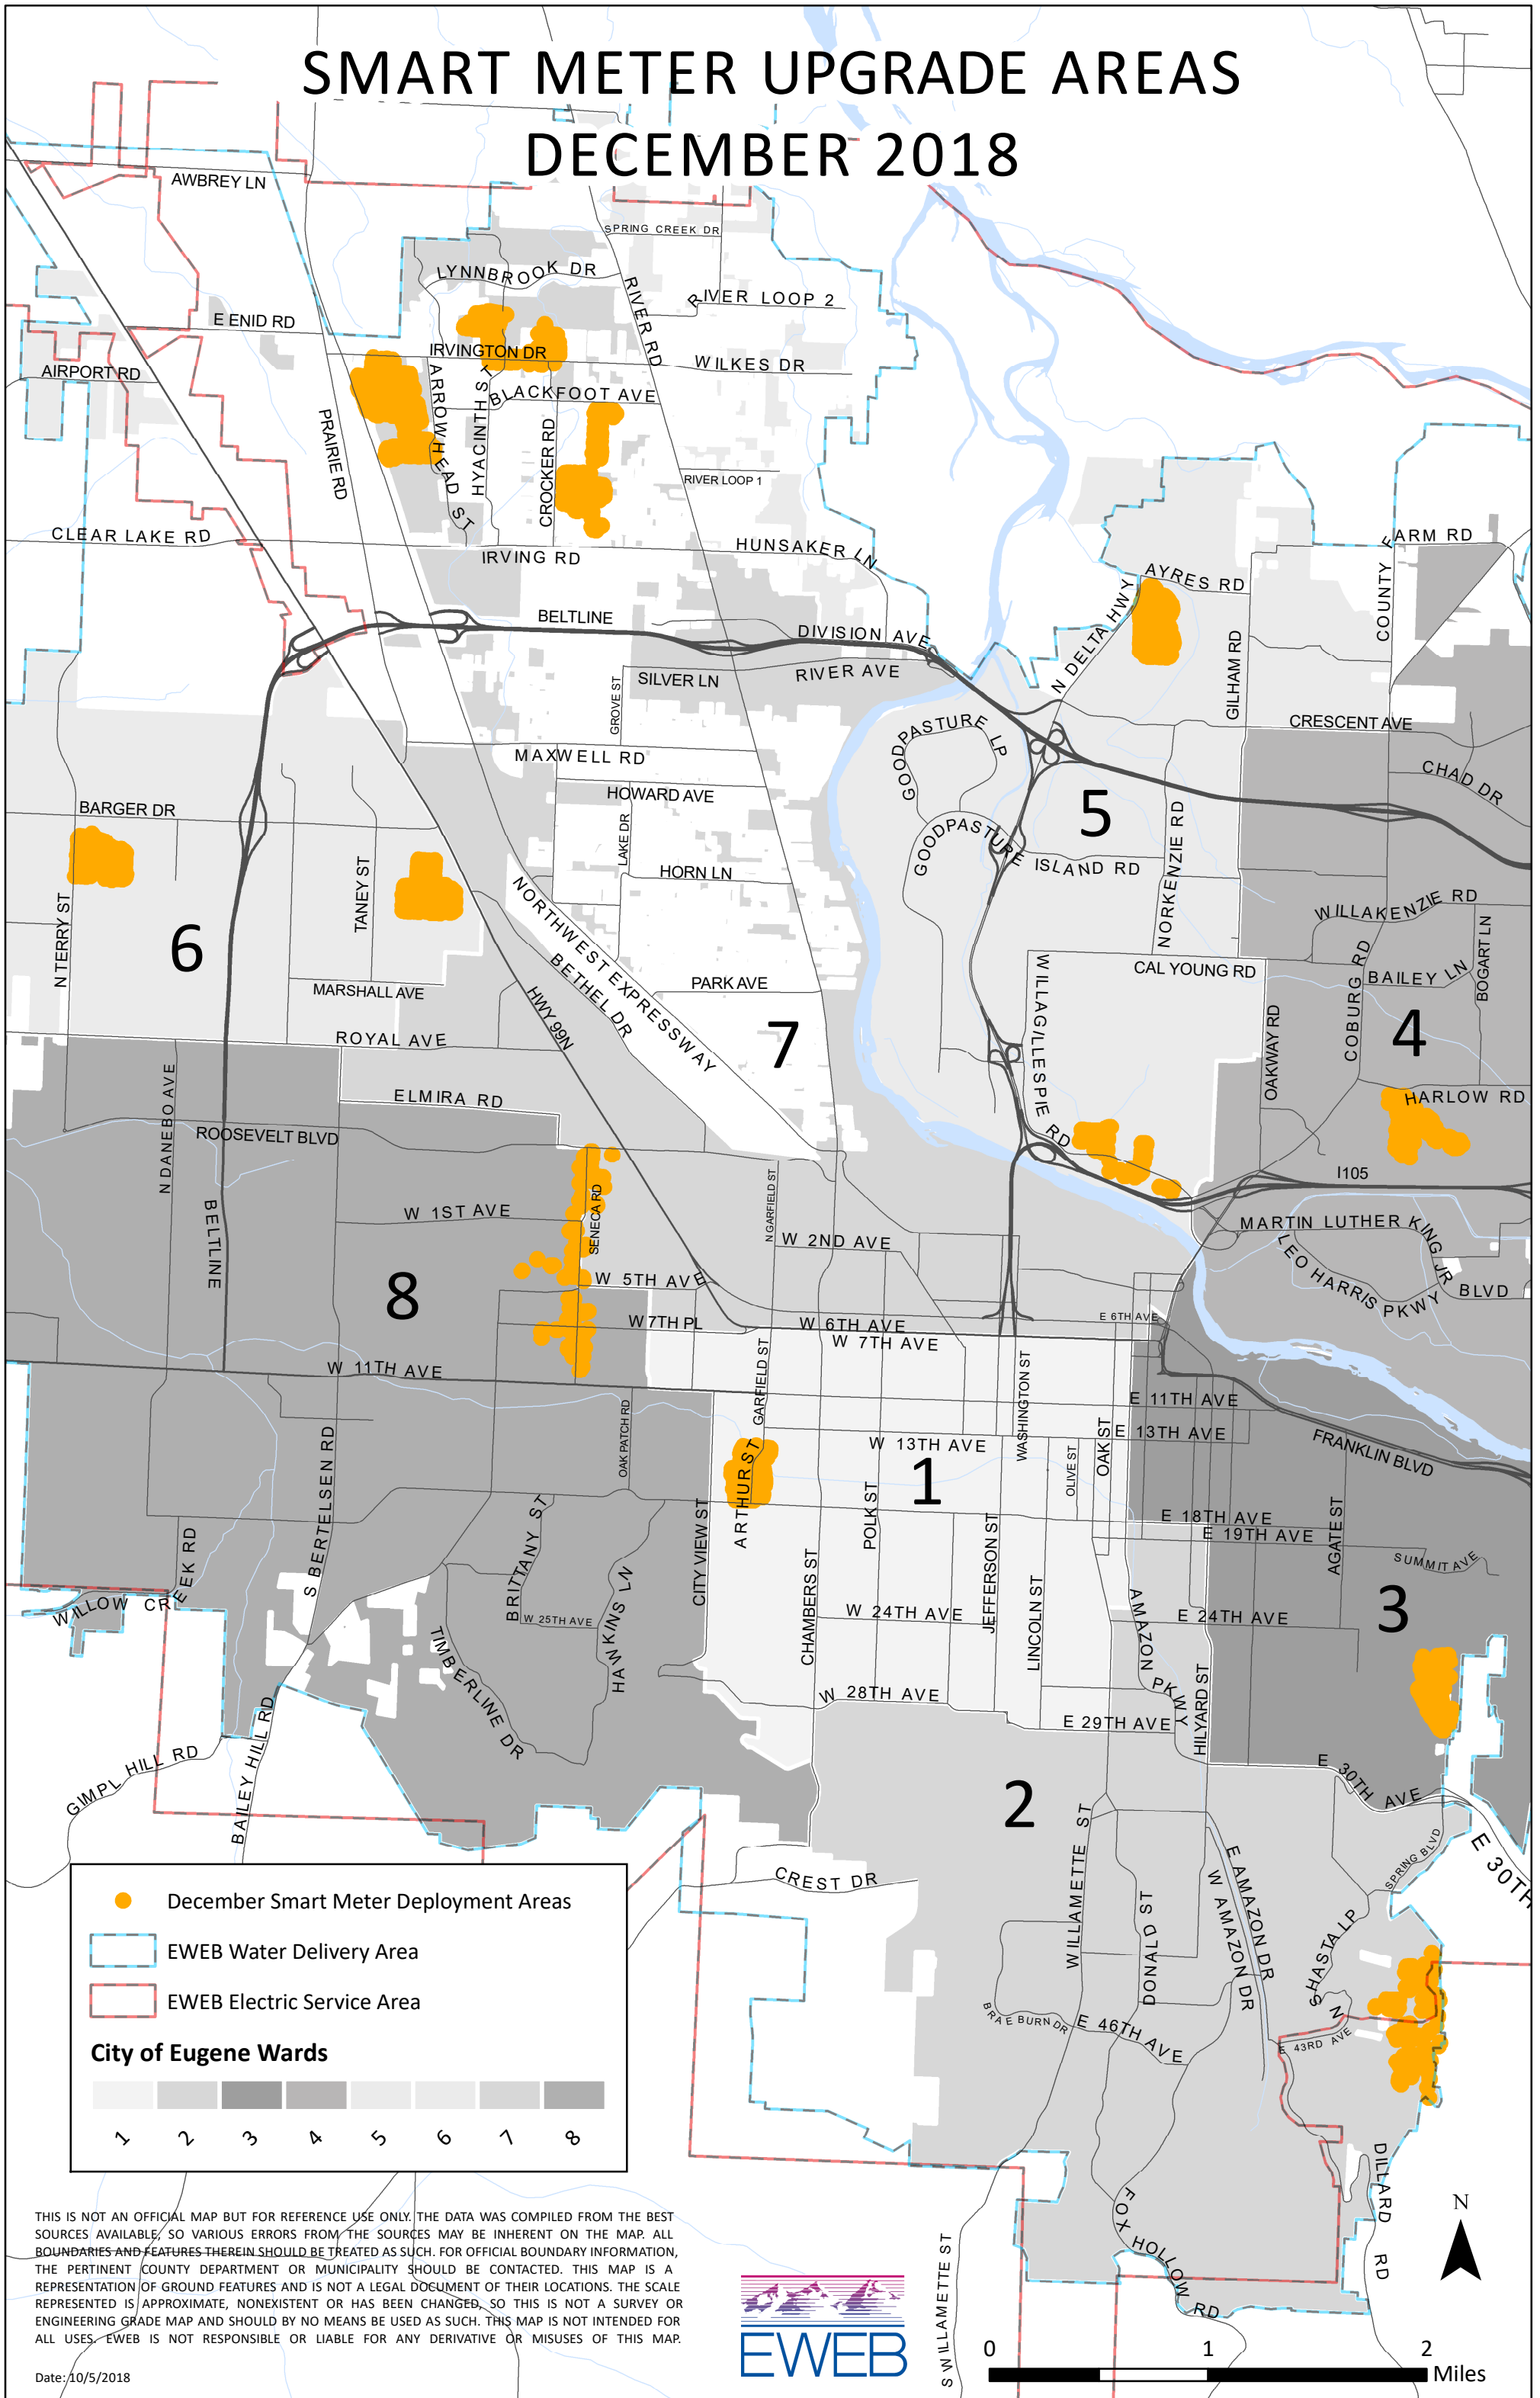 SMART METER UPGRADE AREAS
DECEMBER 2018
AWBREY LN
SPRING CREEK DR
LYNNBROOK DR
RIVER RD
RIVER LOOP 2
E ENID RD
IRVINGTON DR
WILKES DR
AIRPORT RD
BLACKFOOT AVE
ARROWHEAD ST
HYACINTH ST
PRAIRIE RD
CROCKER RD
RIVER LOOP 1
CLEAR LAKE RD
IRVING RD
HUNSAKER LN
COUNTY FARM RD
AYRES RD
N DELTA HWY
GILHAM RD
BELTLINE
DIVISION AVE
SILVER LN
RIVER AVE
GROVE ST
GOODPASTURE LP
CRESCENT AVE
MAXWELL RD
CHAD DR
HOWARD AVE
BARGER DR
5
LAKE DR
GOODPASTURE ISLAND RD
NORKENZIE RD
TANEY ST
HORN LN
N TERRY ST
WILLAKENZIE RD
6
NORTHWEST EXPRESSWAY
BETHEL DR
BOGART LN
COBURG RD
CAL YOUNG RD
BAILEY LN
MARSHALL AVE
PARK AVE
HWY 99N
WILLAGILLESPIE RD
ROYAL AVE
7
OAKWAY RD
4
N DANEBO AVE
ELMIRA RD
HARLOW RD
ROOSEVELT BLVD
I105
BELTLINE
W 1ST AVE
SENECA RD
N GARFIELD ST
W 2ND AVE
MARTIN LUTHER KING JR BLVD
LEO HARRIS PKWY
8
W 5TH AVE
W 7TH PL
W 6TH AVE
E 6TH AVE
W 7TH AVE
W 11TH AVE
GARFIELD ST
WASHINGTON ST
E 11TH AVE
OAK PATCH RD
W 13TH AVE
OAK ST
E 13TH AVE
OLIVE ST
FRANKLIN BLVD
S BERTELSEN RD
ARTHUR ST
1
CITY VIEW ST
POLK ST
E 18TH AVE
E 19TH AVE
AGATE ST
BRITTANY ST
JEFFERSON ST
SUMMIT AVE
CHAMBERS ST
WILLOW CREEK RD
HAWKINS LN
LINCOLN ST
W 25TH AVE
W 24TH AVE
E 24TH AVE
3
AMAZON PKWY
TIMBERLINE DR
HILYARD ST
W 28TH AVE
E 29TH AVE
GIMPL HILL RD
BAILEY HILL RD
E 30TH AVE
2
WILLAMETTE ST
E 30TH
SPRING BLVD
CREST DR
E AMAZON DR
W AMAZON DR
DONALD ST
N SHASTA LP
BRAE BURN DR
E 46TH AVE
E 43RD AVE
DILLARD RD
FOX HOLLOW RD
S WILLAMETTE ST
December Smart Meter Deployment Areas
EWEB Water Delivery Area
EWEB Electric Service Area
City of Eugene Wards
1 2 3 4 5 6 7 8
THIS IS NOT AN OFFICIAL MAP BUT FOR REFERENCE USE ONLY. THE DATA WAS COMPILED FROM THE BEST
SOURCES AVAILABLE, SO VARIOUS ERRORS FROM THE SOURCES MAY BE INHERENT ON THE MAP. ALL
BOUNDARIES AND FEATURES THEREIN SHOULD BE TREATED AS SUCH. FOR OFFICIAL BOUNDARY INFORMATION,
THE PERTINENT COUNTY DEPARTMENT OR MUNICIPALITY SHOULD BE CONTACTED. THIS MAP IS A
REPRESENTATION OF GROUND FEATURES AND IS NOT A LEGAL DOCUMENT OF THEIR LOCATIONS. THE SCALE
REPRESENTED IS APPROXIMATE, NONEXISTENT OR HAS BEEN CHANGED, SO THIS IS NOT A SURVEY OR
ENGINEERING GRADE MAP AND SHOULD BY NO MEANS BE USED AS SUCH. THIS MAP IS NOT INTENDED FOR
ALL USES. EWEB IS NOT RESPONSIBLE OR LIABLE FOR ANY DERIVATIVE OR MISUSES OF THIS MAP.
Date: 10/5/2018
EWEB
N
0 1 2
Miles